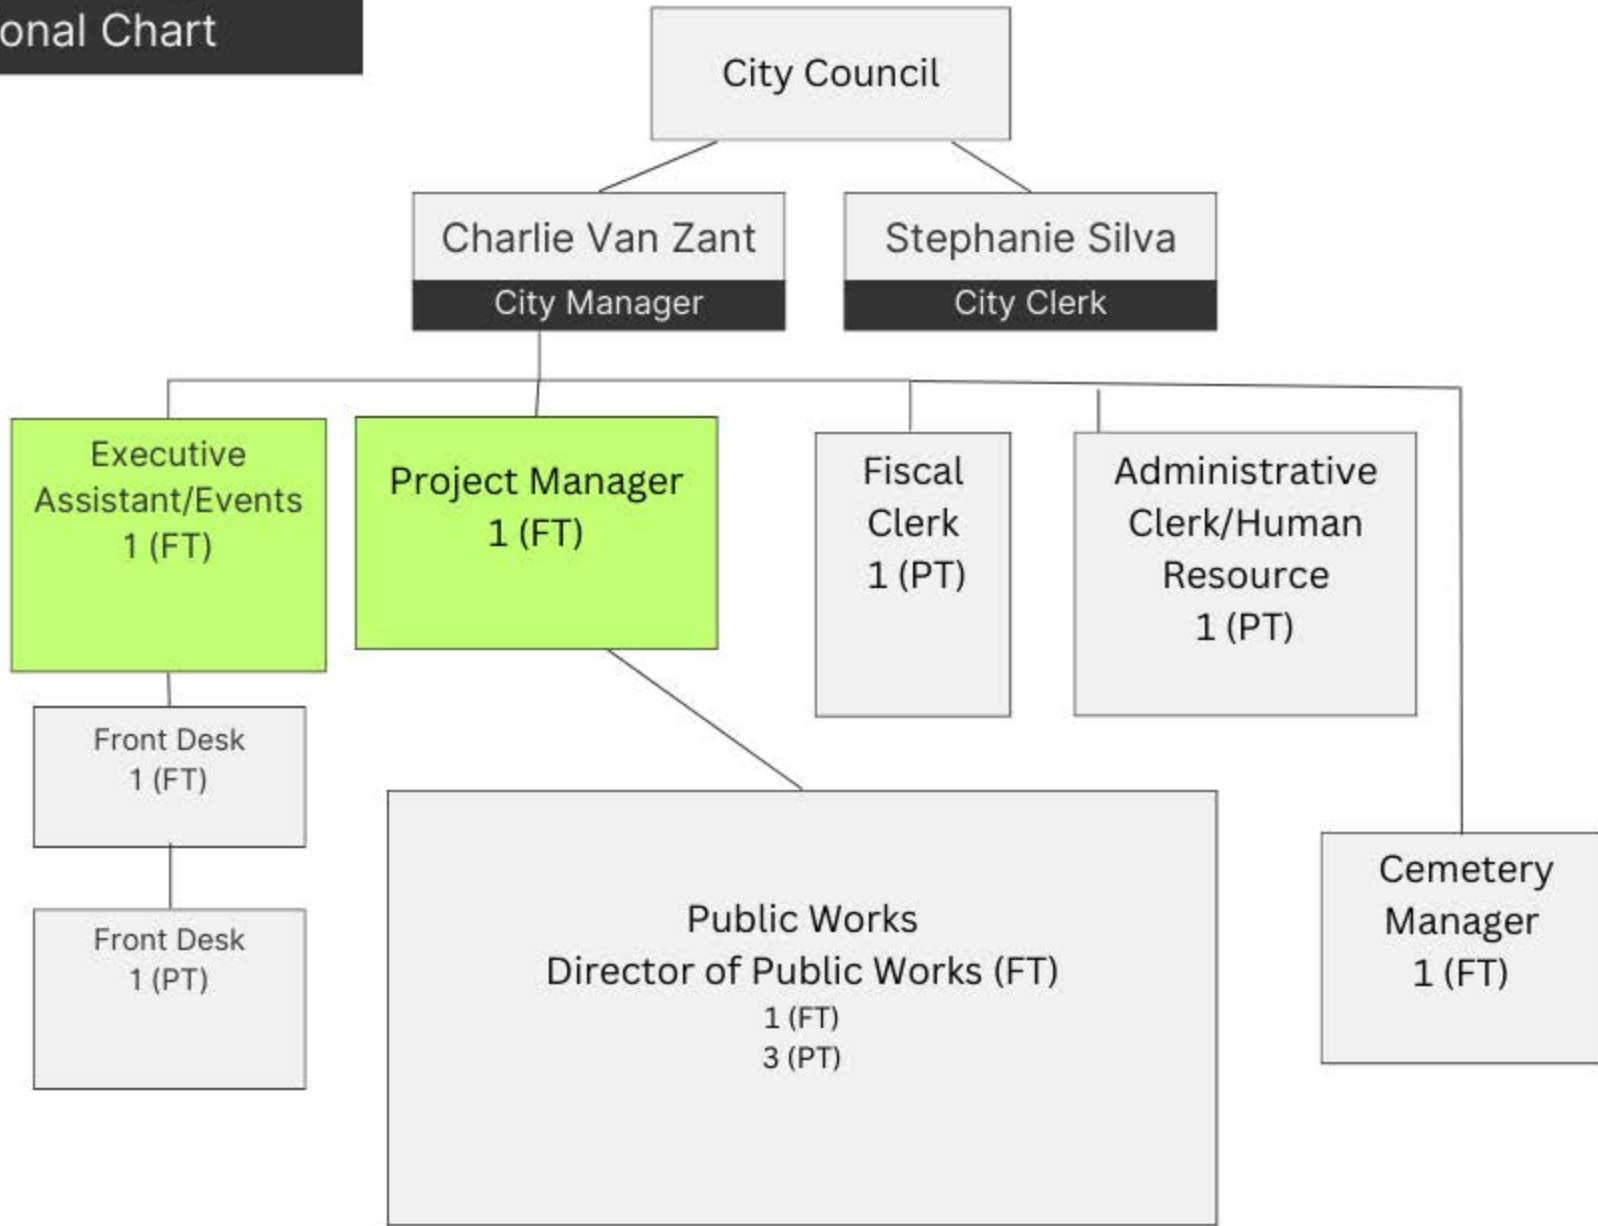 onal Chart
City Council
Charlie Van Zant
City Manager
Stephanie Silva
City Clerk
Executive
Assistant/Events
1 (FT)
Project Manager
1 (FT)
Fiscal
Clerk
1 (PT)
Administrative
Clerk/Human
Resource
1 (PT)
Front Desk
1 (FT)
Front Desk
1 (PT)
Public Works
Director of Public Works (FT)
1 (FT)
3 (PT)
Cemetery
Manager
1 (FT)